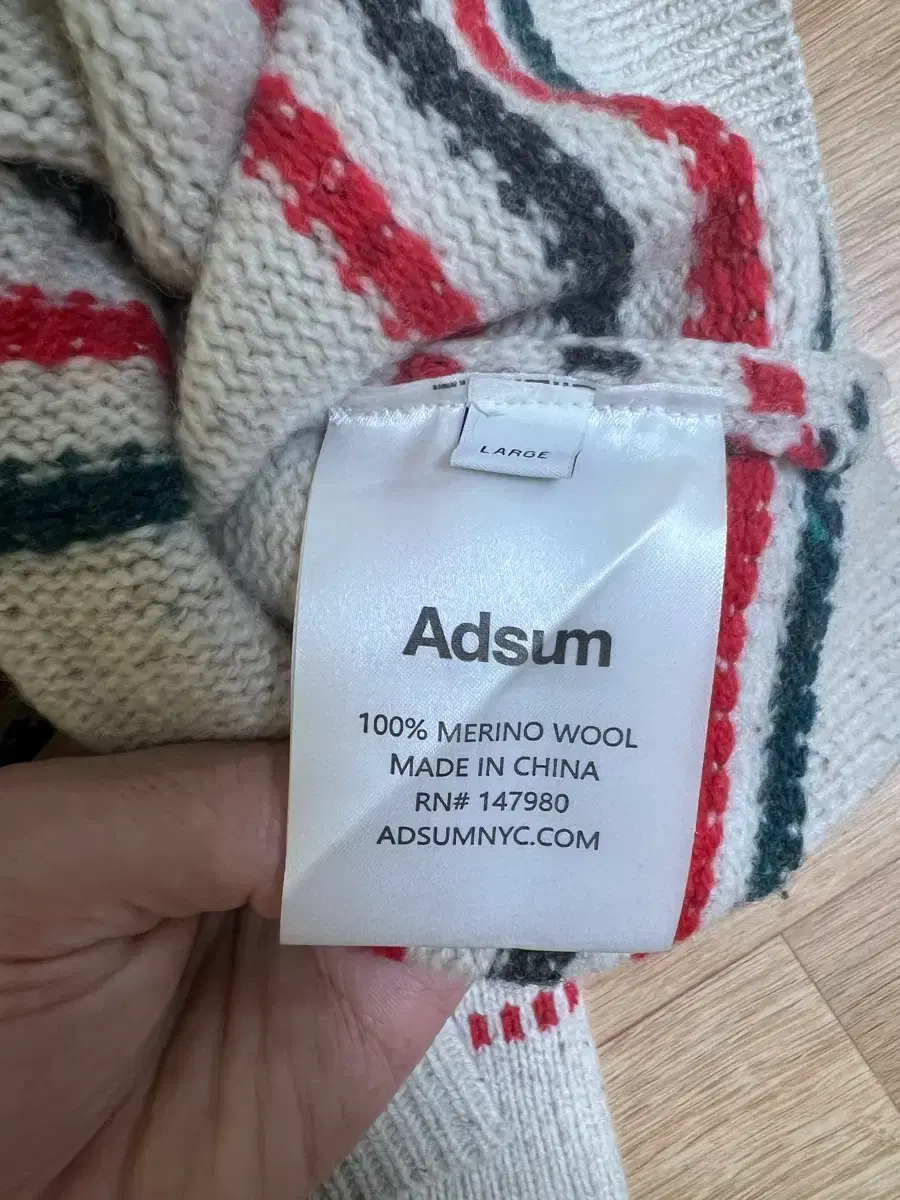 LARGE
Adsum
100% MERINO WOOL
MADE IN CHINA
RN# 147980
ADSUMNYC.COM